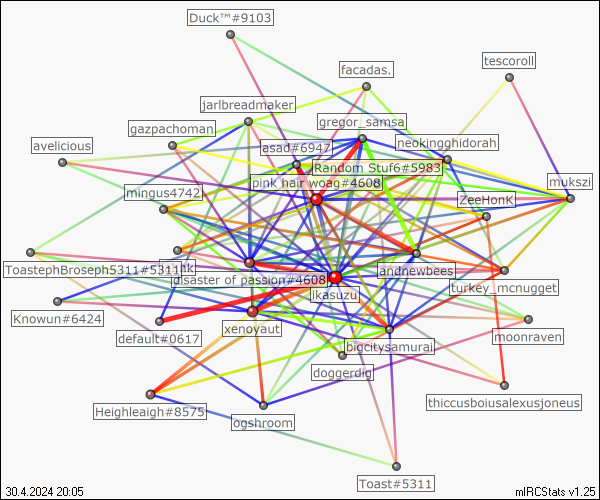 Duck™#9103
tescoroll
facadas.
jarlbreadmaker
gregor_samsa
gazpachoman
neokingghidorah
asad#6947
avelicious
Random Stuf6#5983
pink hair woag#4608
mukszi
mingus4742
ZeeHonK
ToastephBroseph5311#5311
andnewbees
disaster of passion#4608
turkey_mcnugget
ikasuzu
Knowun#6424
xenoyaut
default#0617
bigcitysamurai
moonraven
doggerdig
thiccusboiusalexusjoneus
Heighleaigh#8575
ogshroom
Toast#5311
30.4.2024 20:05
mIRCStats v1.25